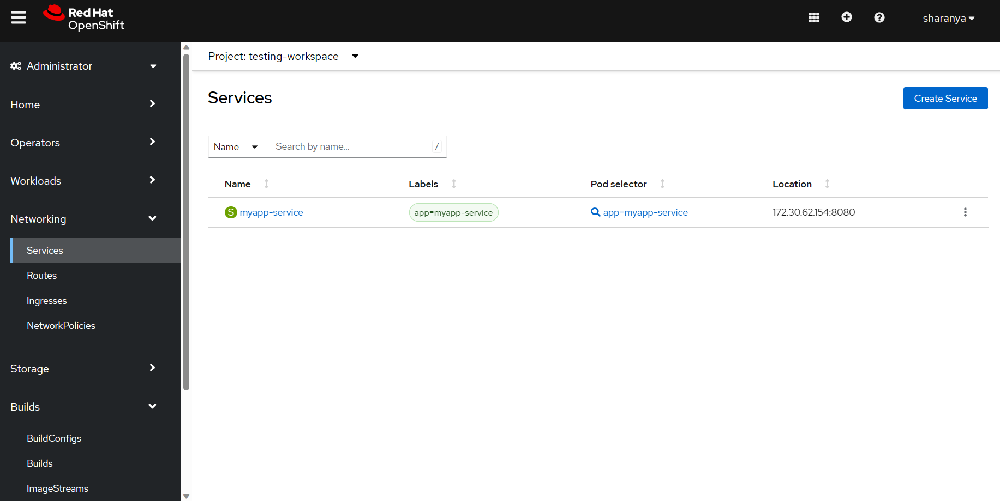 Red Hat
OpenShift
sharanya
Administrator
Home
Operators
Workloads
Networking
Services
Routes
Ingresses
NetworkPolicies
Storage
Builds
BuildConfigs
Builds
ImageStreams
Project: testing-workspace
Services
Create Service
Name Search by name... /
Name Labels Pod selector Location
S myapp-service app=myapp-service app=myapp-service 172.30.62.154:8080